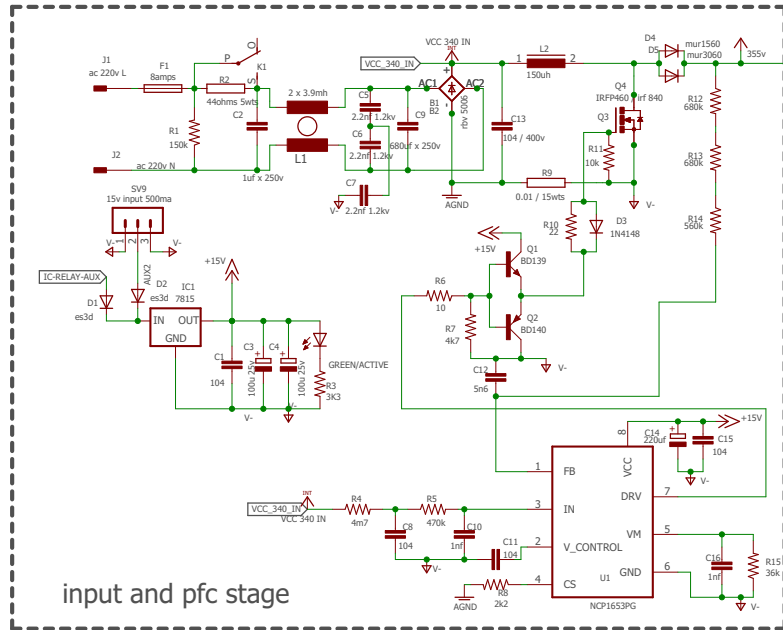 J1
ac 220v L
F1
8amps
P
O
S
K1
R2
44ohms 5wts
R1
150k
C2
1uf x 250v
J2
ac 220v N
2 x 3.9mh
L1
C5
2.2nf 1.2kv
C6
2.2nf 1.2kv
C7
2.2nf 1.2kv
V-
C9
680uf x 250v
VCC_340_IN
VCC 340 IN
INT
AC1
AC2
+
-
B1
B2
rbv 5006
C13
104 / 400v
AGND
R9
0.01 / 15wts
1
L2
2
150uh
Q4
IRFP460 / irf 840
Q3
R11
10k
V-
D4
D5
mur1560
mur3060
355v
R12
680k
R13
680k
R14
560k
R10
22
D3
1N4148
SV9
15v input 500ma
V-
1
2
3
V-
IC-RELAY-AUX
AUX2
D1
es3d
D2
es3d
IC1
7815
IN
OUT
GND
+15V
C1
104
C3
+
100u 25v
C4
+
100u 25v
GREEN/ACTIVE
R3
3K3
V-
V-
+15V
Q1
BD139
Q2
BD140
R6
10
R7
4k7
C12
5n6
V-
VCC_340_IN
INT
VCC 340 IN
R4
4m7
R5
470k
C8
104
C10
1nf
V-
C11
104
AGND
R8
2k2
1
FB
3
IN
2
V_CONTROL
4
CS
8
VCC
DRV
7
VM
5
GND
6
U1
NCP1653PG
C14
220uf
+
C15
104
+15V
V-
C16
1nf
R15
36k
V-
input and pfc stage